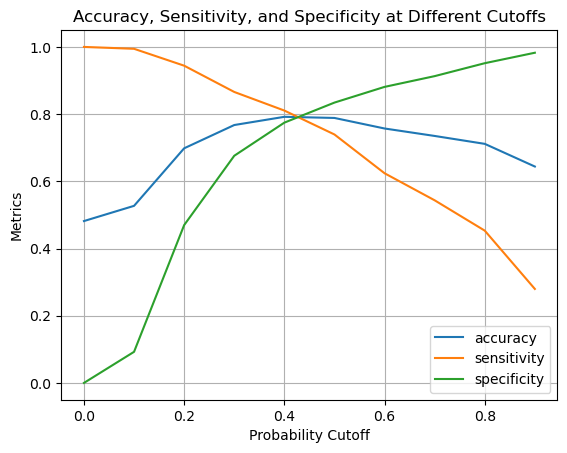 Accuracy, Sensitivity, and Specificity at Different Cutoffs
1.0
0.8
0.6
0.4
0.2
0.0
Metrics
accuracy
sensitivity
specificity
0.0 0.2 0.4 0.6 0.8
Probability Cutoff